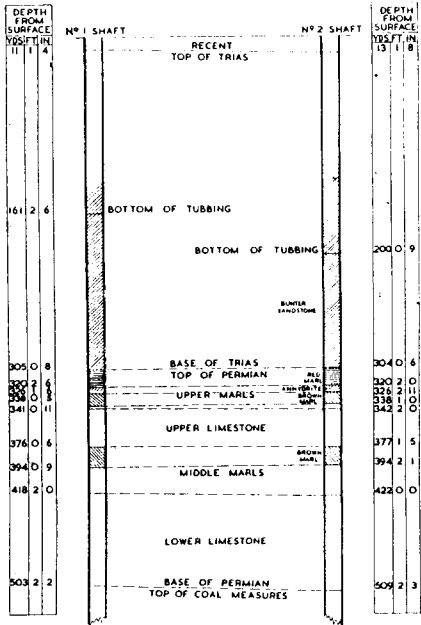 DEPTH
FROM
SURFACE
YDS FT IN
11 1 4
161 2 6
305 0 8
320 2 6
338 0 8
341 0 11
376 0 6
394 0 9
418 2 0
503 2 2
Nº 1 SHAFT
Nº 2 SHAFT
RECENT
TOP OF TRIAS
BOTTOM OF TUBBING
BOTTOM OF TUBBING
BUNTER
SANDSTONE
BASE OF TRIAS
TOP OF PERMIAN
RED
MARL
ANHYDRITE
UPPER MARLS
BROWN
MARL
UPPER LIMESTONE
BROWN
MARL
MIDDLE MARLS
LOWER LIMESTONE
BASE OF PERMIAN
TOP OF COAL MEASURES
DEPTH
FROM
SURFACE
YDS FT IN
13 1 8
200 0 9
304 0 6
320 2 0
326 2 11
338 1 0
342 2 0
377 1 5
394 2 1
422 0 0
509 2 3